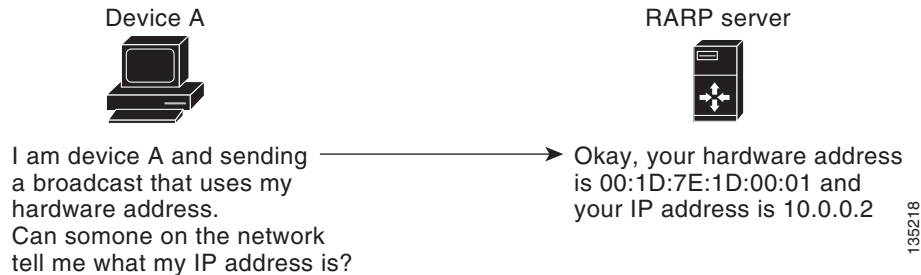 Device A
RARP server
I am device A and sending
a broadcast that uses my
hardware address.
Can somone on the network
tell me what my IP address is?
Okay, your hardware address
is 00:1D:7E:1D:00:01 and
your IP address is 10.0.0.2
135218